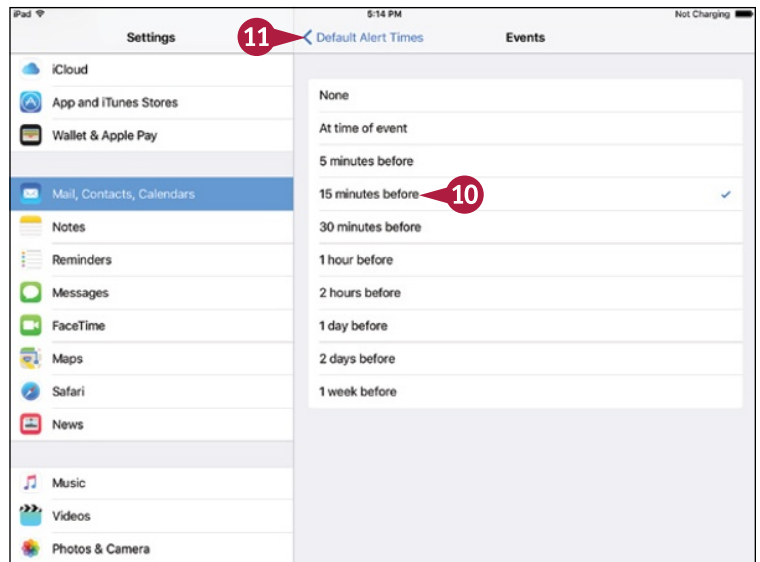 iPad 5:14 PM Not Charging
Settings 11 Default Alert Times Events
iCloud
App and iTunes Stores
Wallet & Apple Pay
Mail, Contacts, Calendars
Notes
Reminders
Messages
FaceTime
Maps
Safari
News
Music
Videos
Photos & Camera
None
At time of event
5 minutes before
15 minutes before 10
30 minutes before
1 hour before
2 hours before
1 day before
2 days before
1 week before